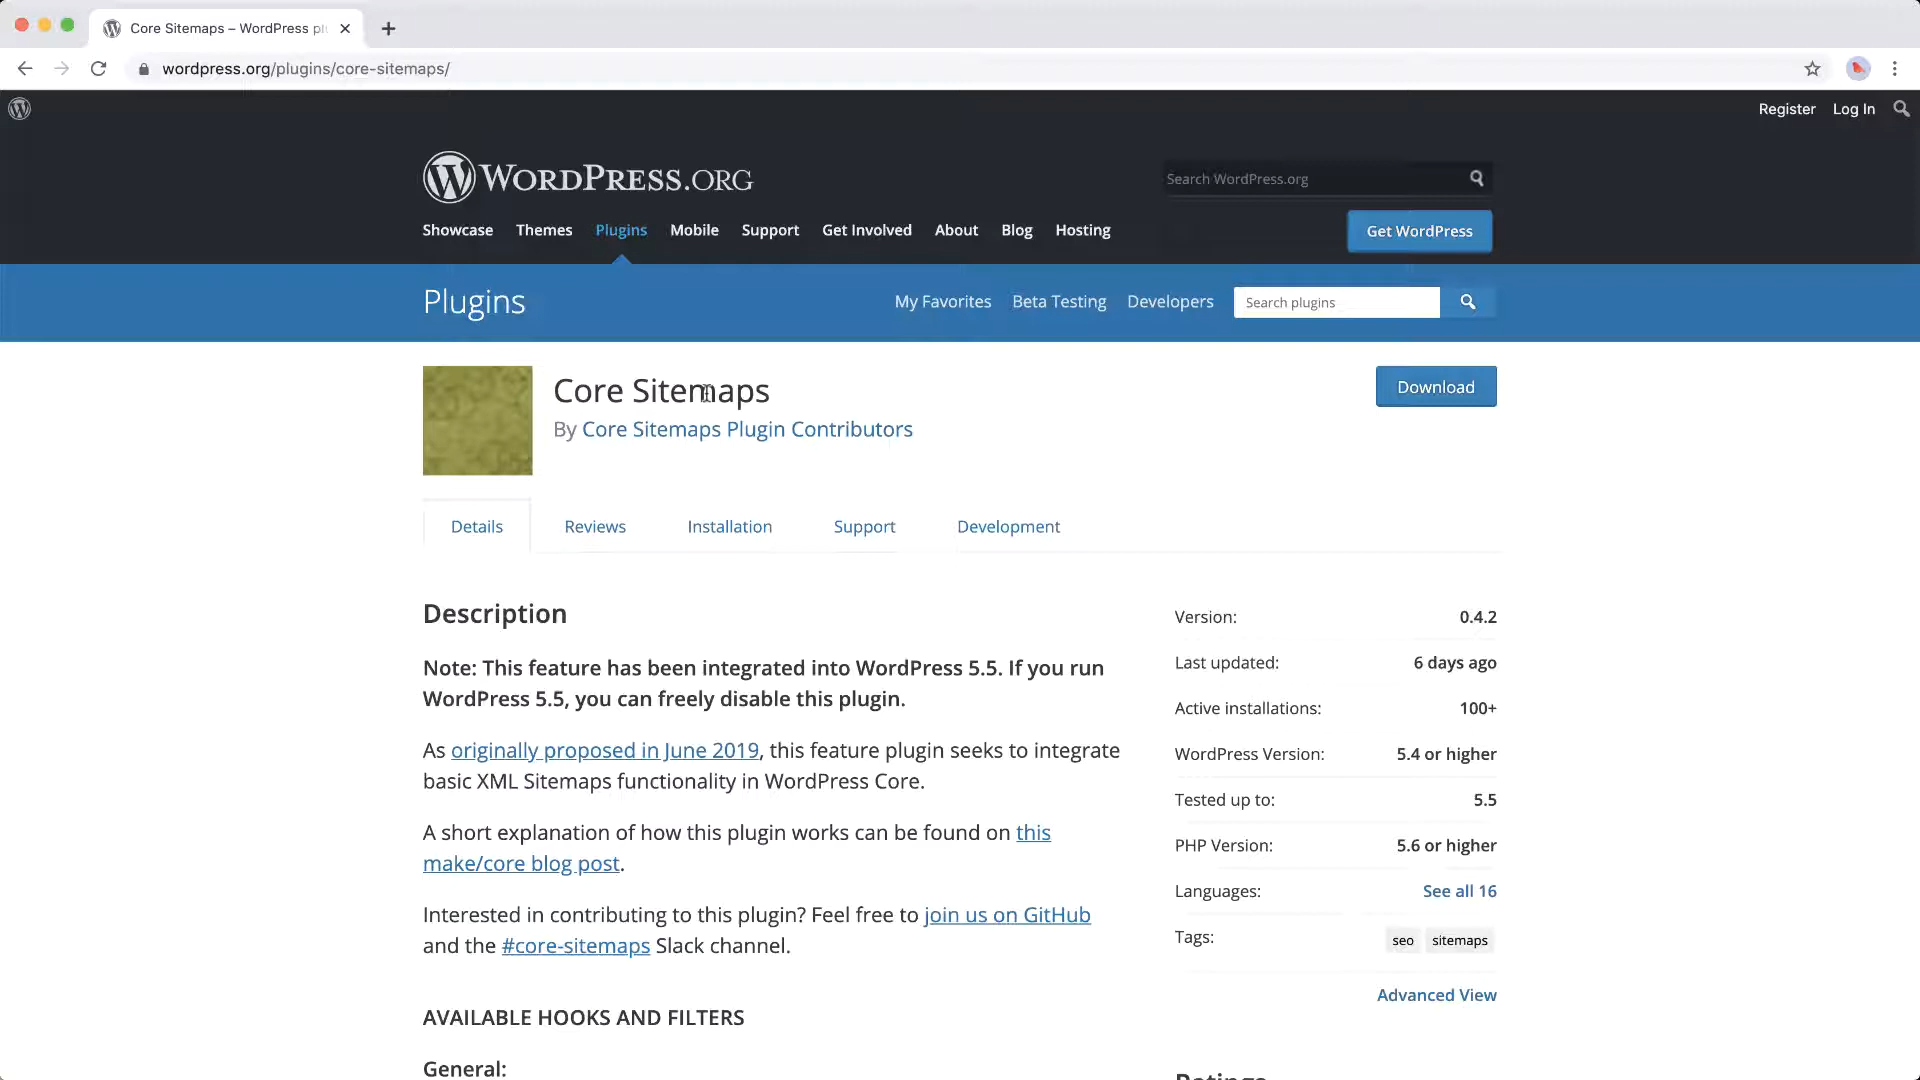 Core Sitemaps – WordPress pl
wordpress.org/plugins/core-sitemaps/
Register Log In
WORDPRESS.ORG
Search WordPress.org
Showcase Themes Plugins Mobile Support Get Involved About Blog Hosting
Get WordPress
Plugins
My Favorites Beta Testing Developers
Search plugins
Core Sitemaps
By Core Sitemaps Plugin Contributors
Download
Details Reviews Installation Support Development
Description
Note: This feature has been integrated into WordPress 5.5. If you run
WordPress 5.5, you can freely disable this plugin.
As originally proposed in June 2019, this feature plugin seeks to integrate
basic XML Sitemaps functionality in WordPress Core.
A short explanation of how this plugin works can be found on this
make/core blog post.
Interested in contributing to this plugin? Feel free to join us on GitHub
and the #core-sitemaps Slack channel.
AVAILABLE HOOKS AND FILTERS
General:
Version: 0.4.2
Last updated: 6 days ago
Active installations: 100+
WordPress Version: 5.4 or higher
Tested up to: 5.5
PHP Version: 5.6 or higher
Languages: See all 16
Tags: seo sitemaps
Advanced View
Ratings